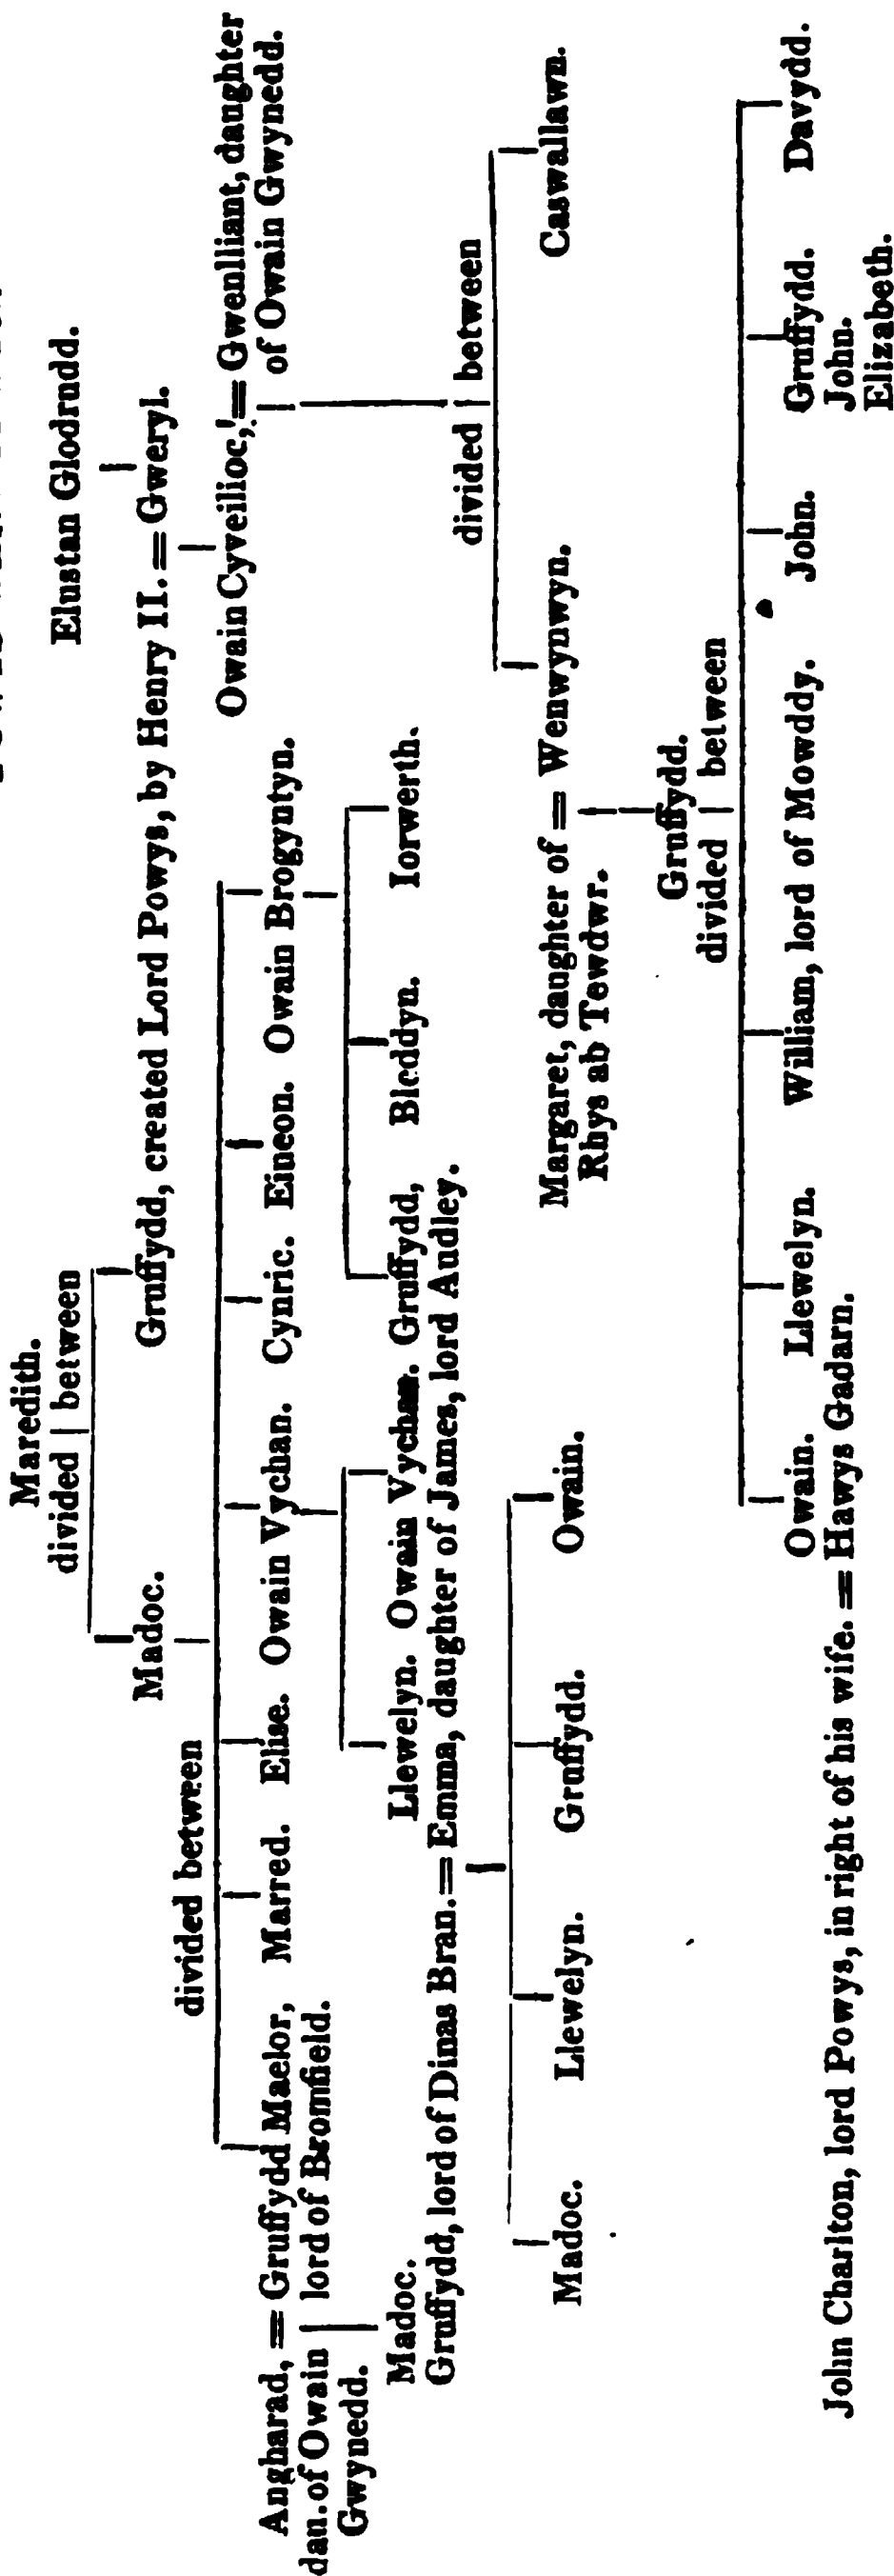 Maredith.
divided | between
Elustan Glodrudd.
Madoc.
Gruffydd, created Lord Powys, by Henry II. = Gweryl.
divided between
Owain Cyveilioc, = Gwenlliant, daughter
of Owain Gwynedd.
Angharad, = Gruffydd Maelor,
dau. of Owain | lord of Bromfield.
Gwynedd.
Marred. Elise. Owain Vychan. Cynric. Eineon. Owain Brogyntyn.
divided | between
Madoc.
Llewelyn. Owain Vychan. Gruffydd, Bleddyn. Iorwerth.
Gruffydd, lord of Dinas Bran. = Emma, daughter of James, lord Audley.
Margaret, daughter of = Wenwynwyn.
Rhys ab Tewdwr.
Caswallawn.
Madoc. Llewelyn. Gruffydd. Owain.
Gruffydd.
divided | between
Owain. Llewelyn. William, lord of Mowddy. John. Gruffydd. Davydd.
John.
Elizabeth.
John Charlton, lord Powys, in right of his wife. = Hawys Gadarn.